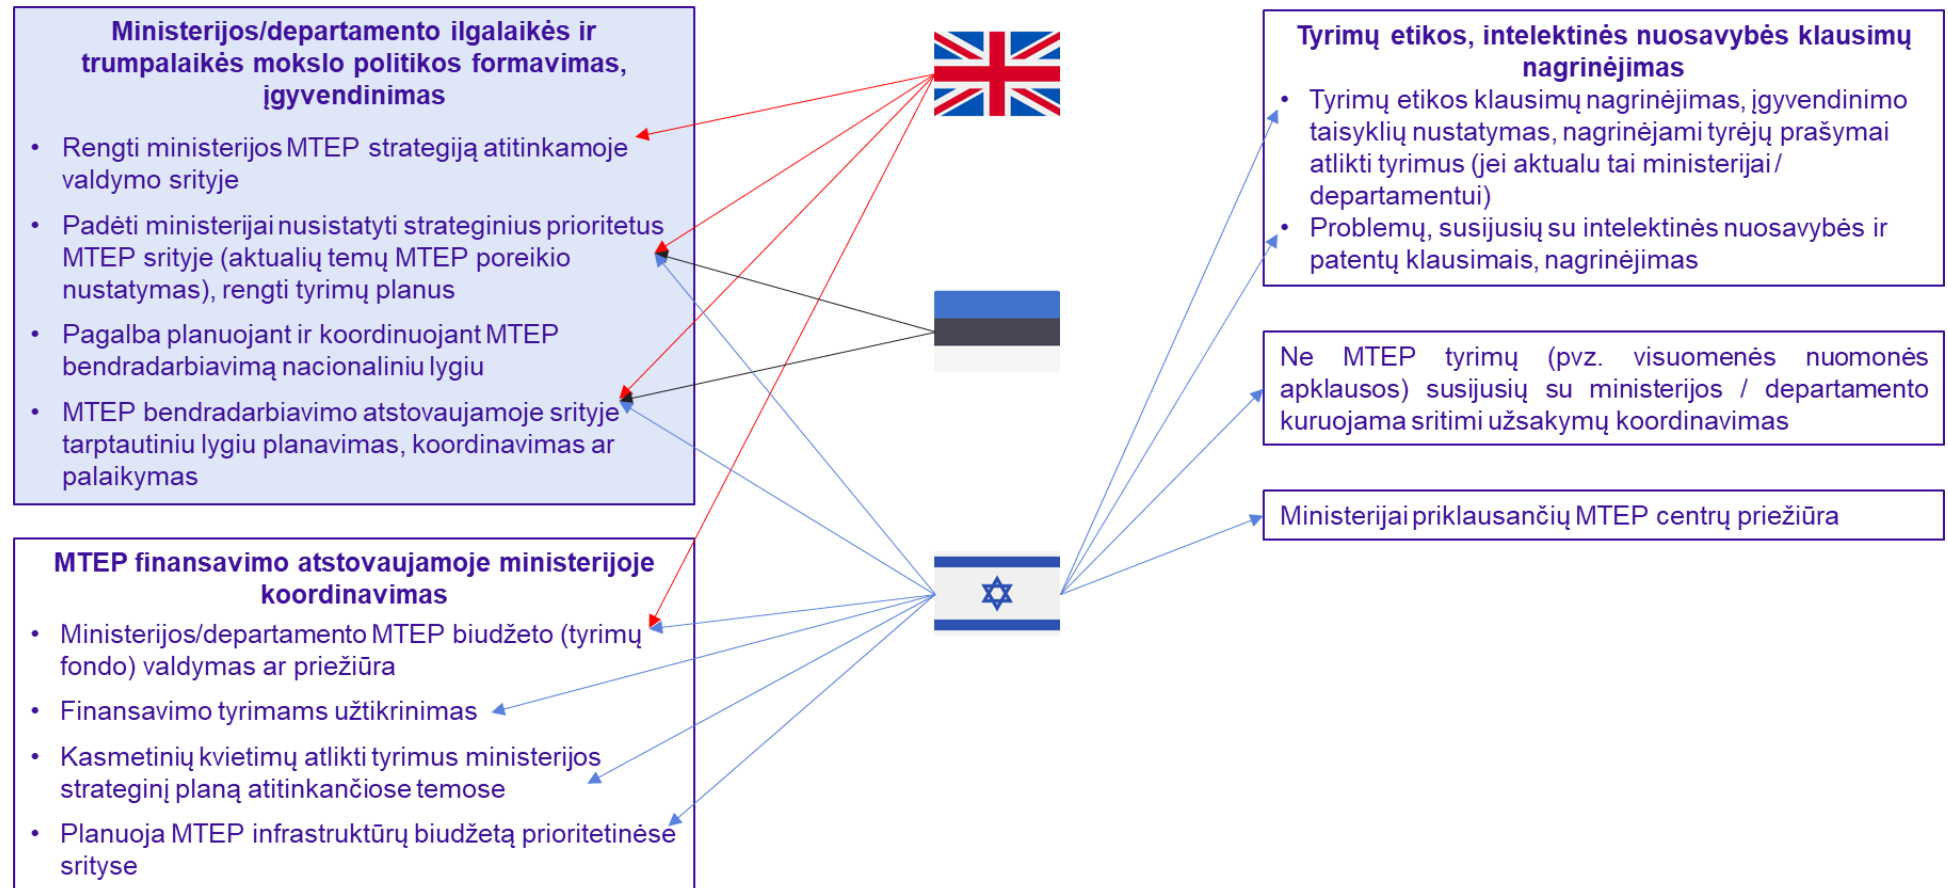 Ministerijos/departamento ilgalaikės ir
trumpalaikės mokslo politikos formavimas,
įgyvendinimas
• Rengti ministerijos MTEP strategiją atitinkamoje
valdymo srityje
• Padėti ministerijai nusistatyti strateginius prioritetus
MTEP srityje (aktualių temų MTEP poreikio
nustatymas), rengti tyrimų planus
• Pagalba planuojant ir koordinuojant MTEP
bendradarbiavimą nacionaliniu lygiu
• MTEP bendradarbiavimo atstovaujamoje srityje
tarptautiniu lygiu planavimas, koordinavimas ar
palaikymas
MTEP finansavimo atstovaujamoje ministerijoje
koordinavimas
• Ministerijos/departamento MTEP biudžeto (tyrimų
fondo) valdymas ar priežiūra
• Finansavimo tyrimams užtikrinimas
• Kasmetinių kvietimų atlikti tyrimus ministerijos
strateginį planą atitinkančiose temose
• Planuoja MTEP infrastruktūrų biudžetą prioritetinėse
srityse
Tyrimų etikos, intelektinės nuosavybės klausimų
nagrinėjimas
• Tyrimų etikos klausimų nagrinėjimas, įgyvendinimo
taisyklių nustatymas, nagrinėjami tyrėjų prašymai
atlikti tyrimus (jei aktualu tai ministerijai /
departamentui)
• Problemų, susijusių su intelektinės nuosavybės ir
patentų klausimais, nagrinėjimas
Ne MTEP tyrimų (pvz. visuomenės nuomonės
apklausos) susijusių su ministerijos / departamento
kuruojama sritimi užsakymų koordinavimas
Ministerijai priklausančių MTEP centrų priežiūra